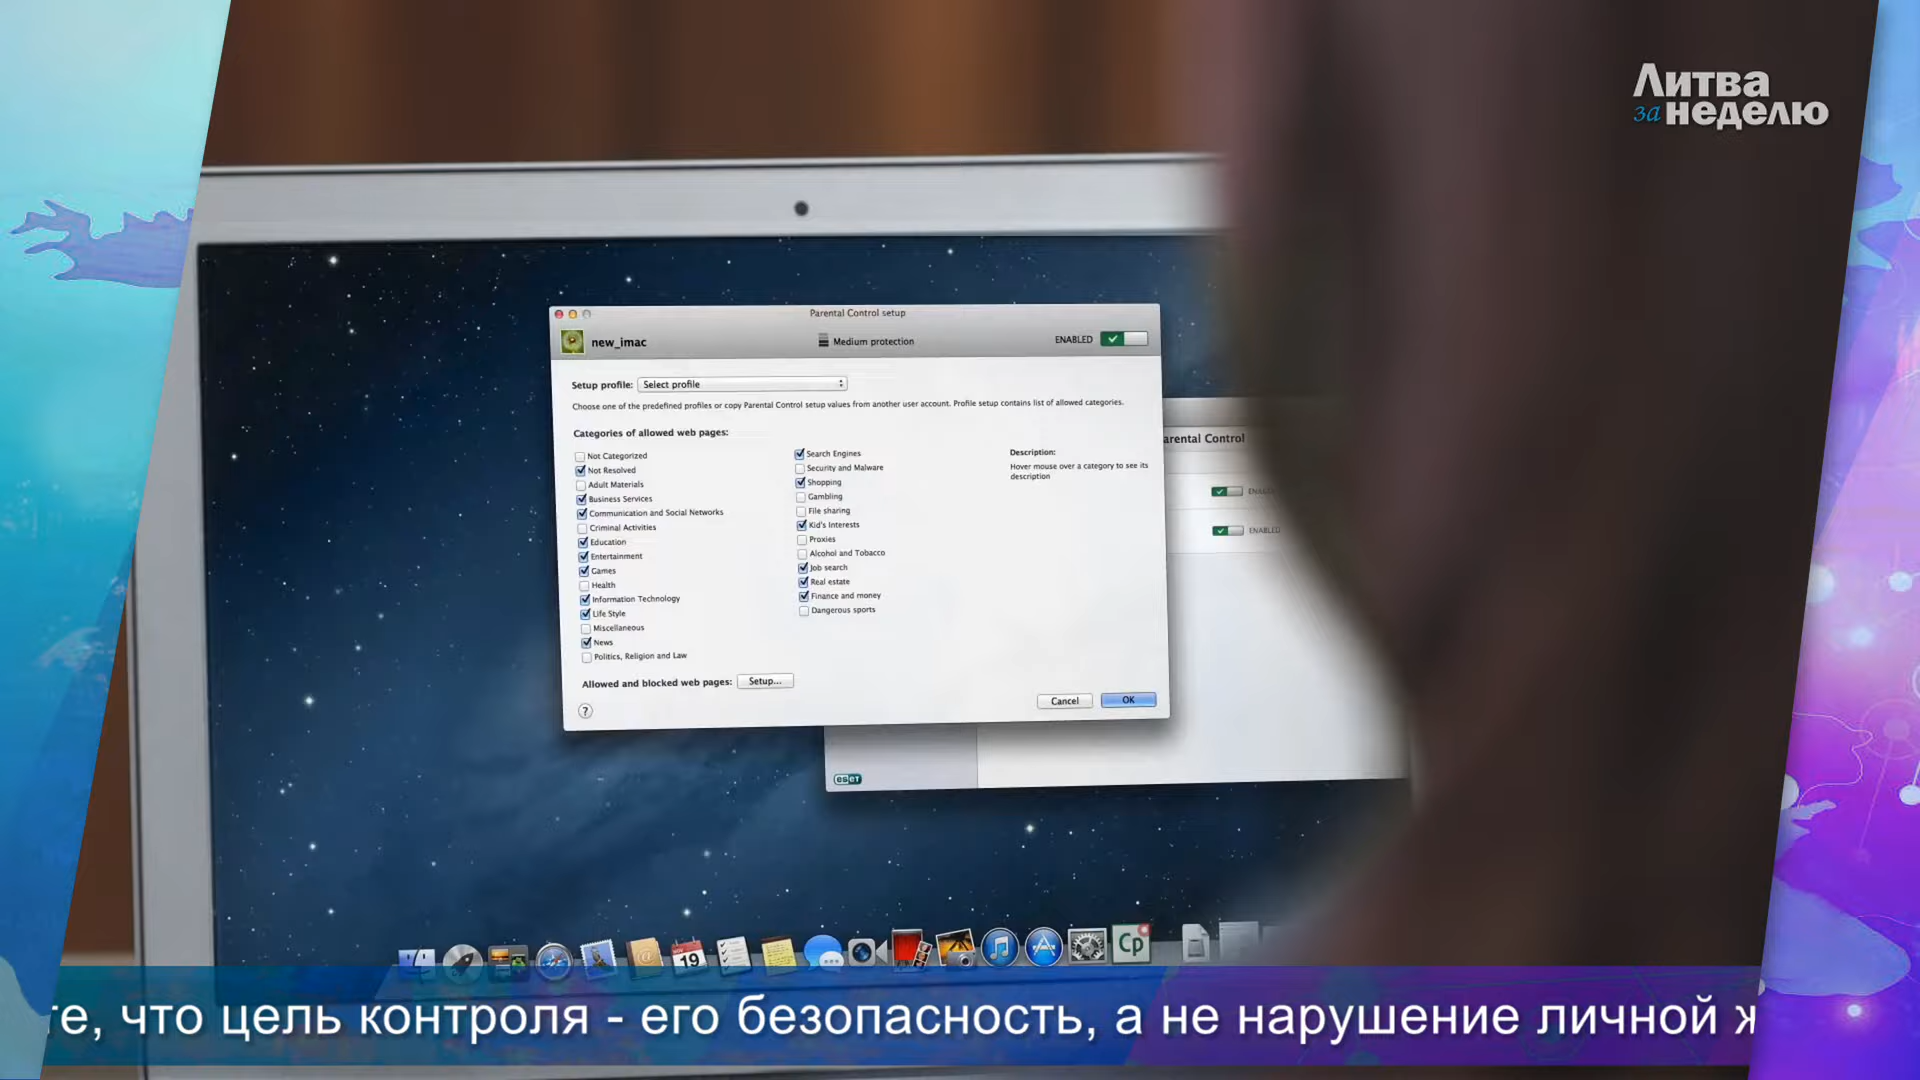 Литва
за неделю
Parental Control setup
new_imac
Medium protection
ENABLED
Setup profile: Select profile
Choose one of the predefined profiles or copy Parental Control setup values from another user account. Profile setup contains list of allowed categories.
Categories of allowed web pages:
Not Categorized
Not Resolved
Adult Materials
Business Services
Communication and Social Networks
Criminal Activities
Education
Entertainment
Games
Health
Information Technology
Life Style
Miscellaneous
News
Politics, Religion and Law
Search Engines
Security and Malware
Shopping
Gambling
File sharing
Kid's Interests
Proxies
Alcohol and Tobacco
Job search
Real estate
Finance and money
Dangerous sports
Description:
Hover mouse over a category to see its
description
Allowed and blocked web pages: Setup...
?
Cancel
OK
arental Control
ENABLED
eseT
NOV
19
Cp
те, что цель контроля - его безопасность, а не нарушение личной ж